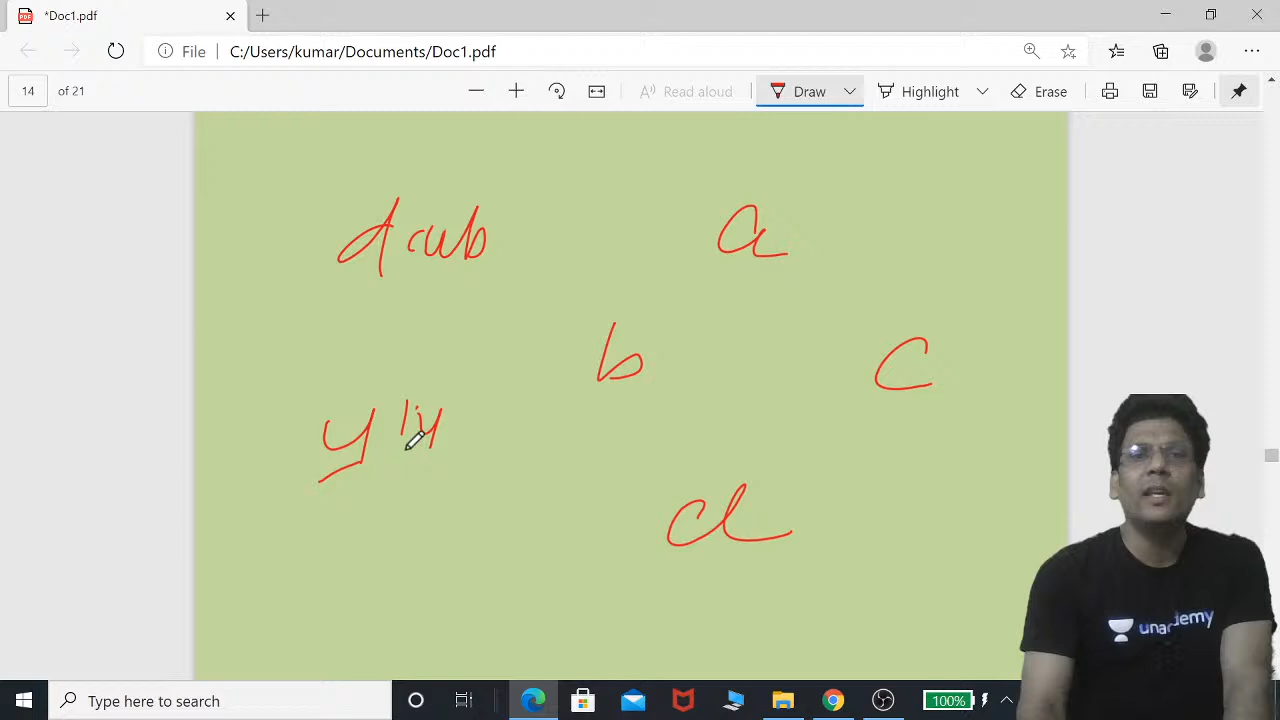 *Doc1.pdf
File C:/Users/kumar/Documents/Doc1.pdf
14 of 21 Read aloud Draw Highlight Erase
a
b c
y
d
unacademy
Type here to search 100%